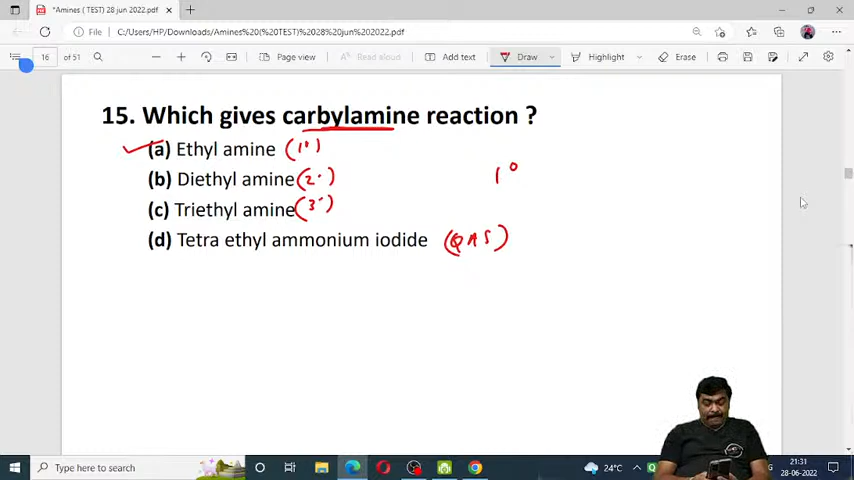 *Amines ( TEST) 28 jun 2022.pdf
File
C:/Users/HP/Downloads/Amines%20(%20TEST)%2028%20jun%202022.pdf
16 of 51
Page view
Add text
Read aloud
Draw
Highlight
Erase
15. Which gives carbylamine reaction ?
(a) Ethyl amine (1°)
(b) Diethyl amine (2°)
1°
(c) Triethyl amine (3°)
(d) Tetra ethyl ammonium iodide (QAS)
Type here to search
24°C
21:31
28-06-2022